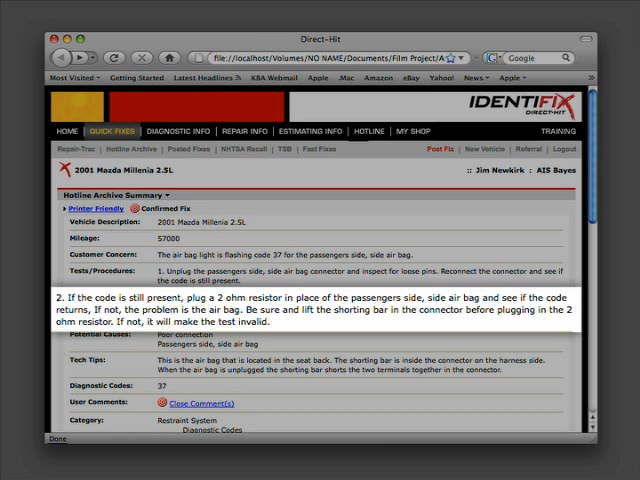 Direct-Hit
file://localhost/Volumes/NO NAME/Documents/Film Project/A
Google
Most Visited Getting Started Latest Headlines KBA Webmail Apple .Mac Amazon eBay Yahoo! News Apple »
IDENTIFIX
DIRECT-HIT
HOME QUICK FIXES DIAGNOSTIC INFO REPAIR INFO ESTIMATING INFO HOTLINE MY SHOP TRAINING
Repair-Trac | Hotline Archive | Posted Fixes | NHTSA Recall | TSB | Fast Fixes Post Fix | New Vehicle | Referral | Logout
2001 Mazda Millenia 2.5L :: Jim Newkirk :: AIS Bayes
Hotline Archive Summary
Printer Friendly Confirmed Fix
Vehicle Description: 2001 Mazda Millenia 2.5L
Mileage: 57000
Customer Concern: The air bag light is flashing code 37 for the passengers side, side air bag.
Tests/Procedures: 1. Unplug the passengers side, side air bag connector and inspect for loose pins. Reconnect the connector and see if
the code is still present.
2. If the code is still present, plug a 2 ohm resistor in place of the passengers side, side air bag and see if the code
returns, If not, the problem is the air bag. Be sure and lift the shorting bar in the connector before plugging in the 2
ohm resistor. If not, it will make the test invalid.
Potential Causes: Poor connection
Passengers side, side air bag
Tech Tips: This is the air bag that is located in the seat back. The shorting bar is inside the connector on the harness side.
When the air bag is unplugged the shorting bar shorts the two terminals together in the connector.
Diagnostic Codes: 37
User Comments: Close Comment(s)
Category: Restraint System
Diagnostic Codes
Done